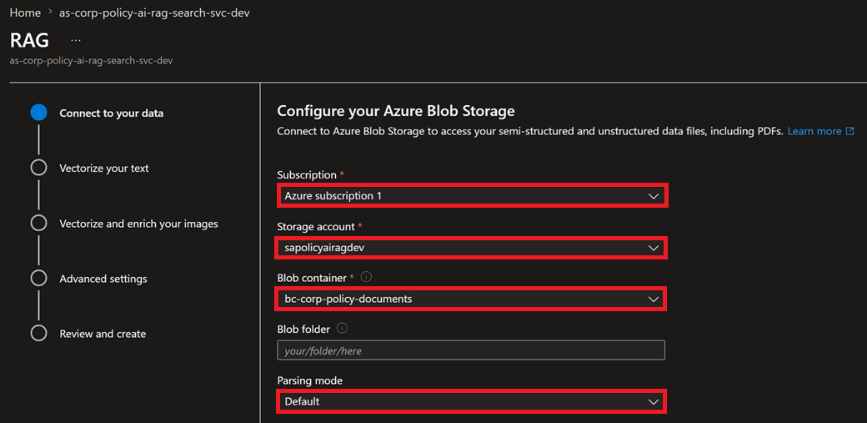 Home > as-corp-policy-ai-rag-search-svc-dev
RAG ...
as-corp-policy-ai-rag-search-svc-dev
Connect to your data
Vectorize your text
Vectorize and enrich your images
Advanced settings
Review and create
Configure your Azure Blob Storage
Connect to Azure Blob Storage to access your semi-structured and unstructured data files, including PDFs. Learn more
Subscription *
Azure subscription 1
Storage account *
sapolicyairagdev
Blob container *
bc-corp-policy-documents
Blob folder
your/folder/here
Parsing mode
Default